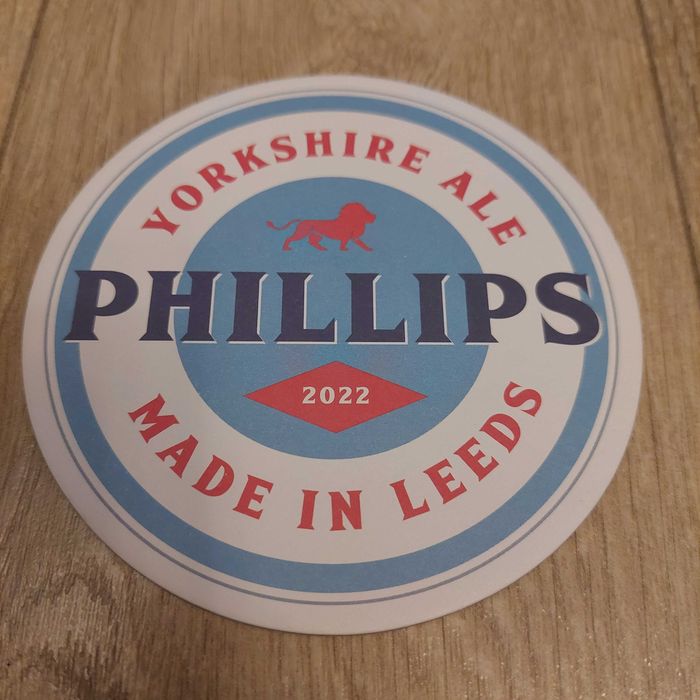 YORKSHIRE ALE
PHILLIPS
2022
MADE IN LEEDS